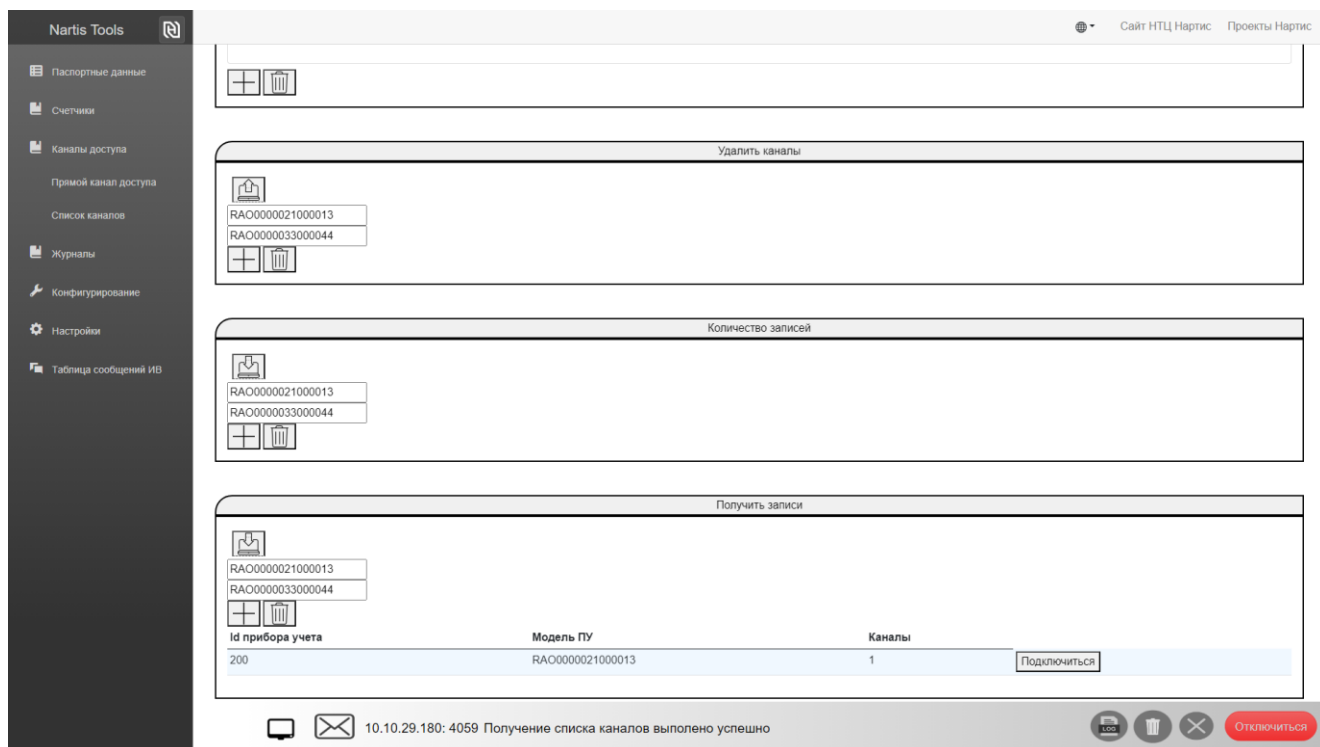 Nartis Tools
Сайт НТЦ Нартис Проекты Нартис
Паспортные данные
Счетчики
Каналы доступа
Прямой канал доступа
Список каналов
Журналы
Конфигурирование
Настройки
Таблица сообщений ИВ
Удалить каналы
RAO0000021000013
RAO0000033000044
Количество записей
RAO0000021000013
RAO0000033000044
Получить записи
RAO0000021000013
RAO0000033000044
Id прибора учета Модель ПУ Каналы
200 RAO0000021000013 1 Подключиться
10.10.29.180: 4059 Получение списка каналов выполено успешно
LOG
Отключиться